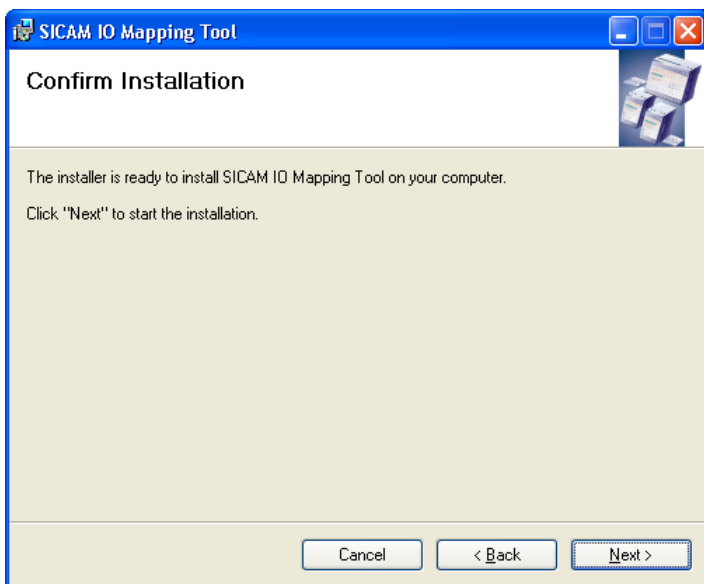 SICAM IO Mapping Tool
Confirm Installation
The installer is ready to install SICAM IO Mapping Tool on your computer.
Click "Next" to start the installation.
Cancel
< Back
Next >